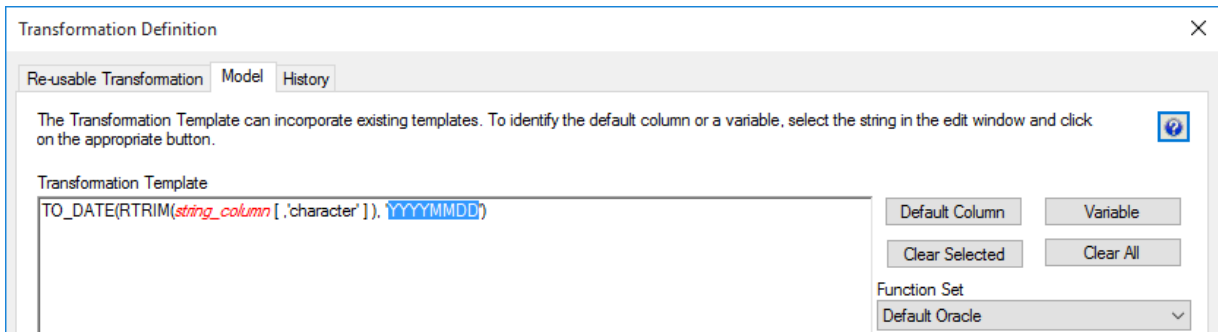 Transformation Definition
Re-usable Transformation Model History
The Transformation Template can incorporate existing templates. To identify the default column or a variable, select the string in the edit window and click
on the appropriate button.
Transformation Template
TO_DATE(RTRIM(string_column [ ,'character' ] ), 'YYYYMMDD')
Default Column Variable
Clear Selected Clear All
Function Set
Default Oracle